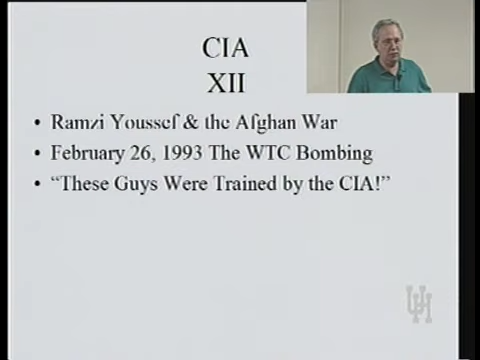 CIA
XII
• Ramzi Youssef & the Afghan War
• February 26, 1993 The WTC Bombing
• “These Guys Were Trained by the CIA!”
UH